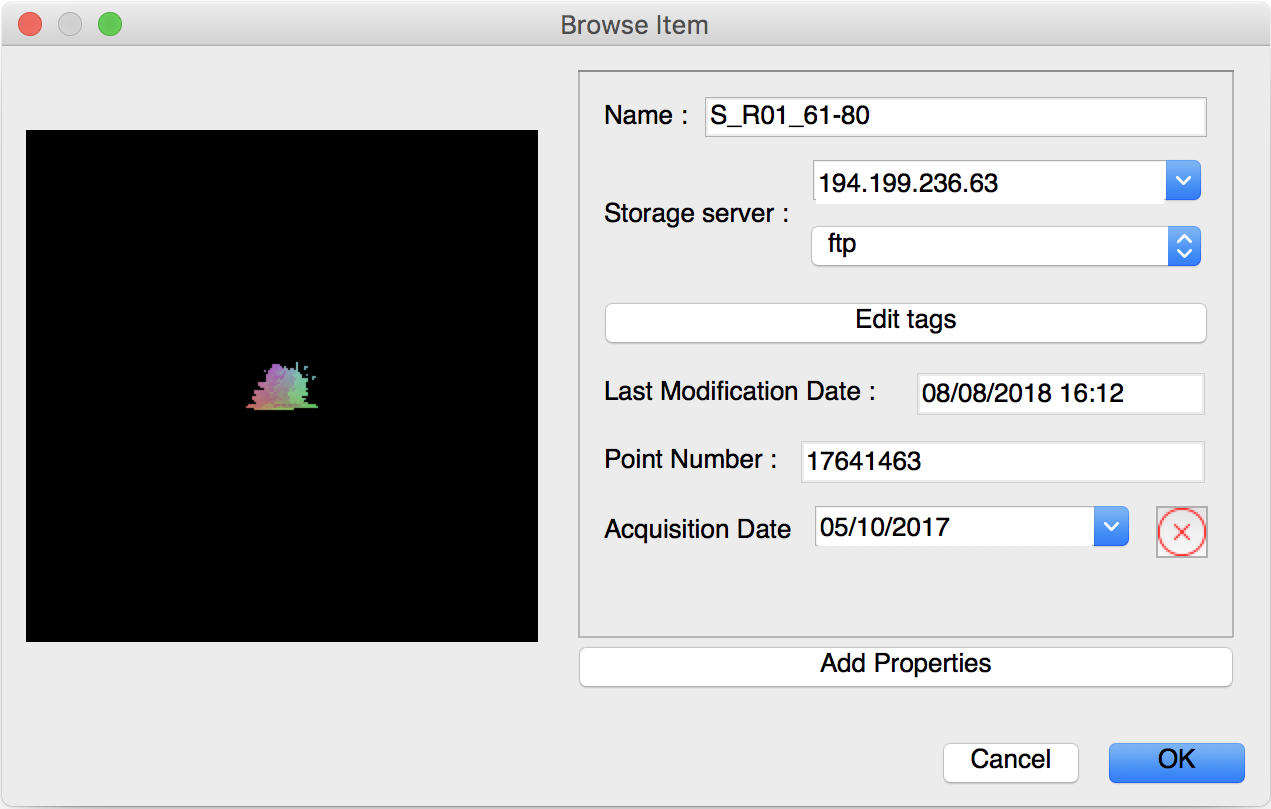 Browse Item
Name : S_R01_61-80
194.199.236.63
Storage server :
ftp
Edit tags
Last Modification Date : 08/08/2018 16:12
Point Number : 17641463
Acquisition Date 05/10/2017
Add Properties
Cancel OK